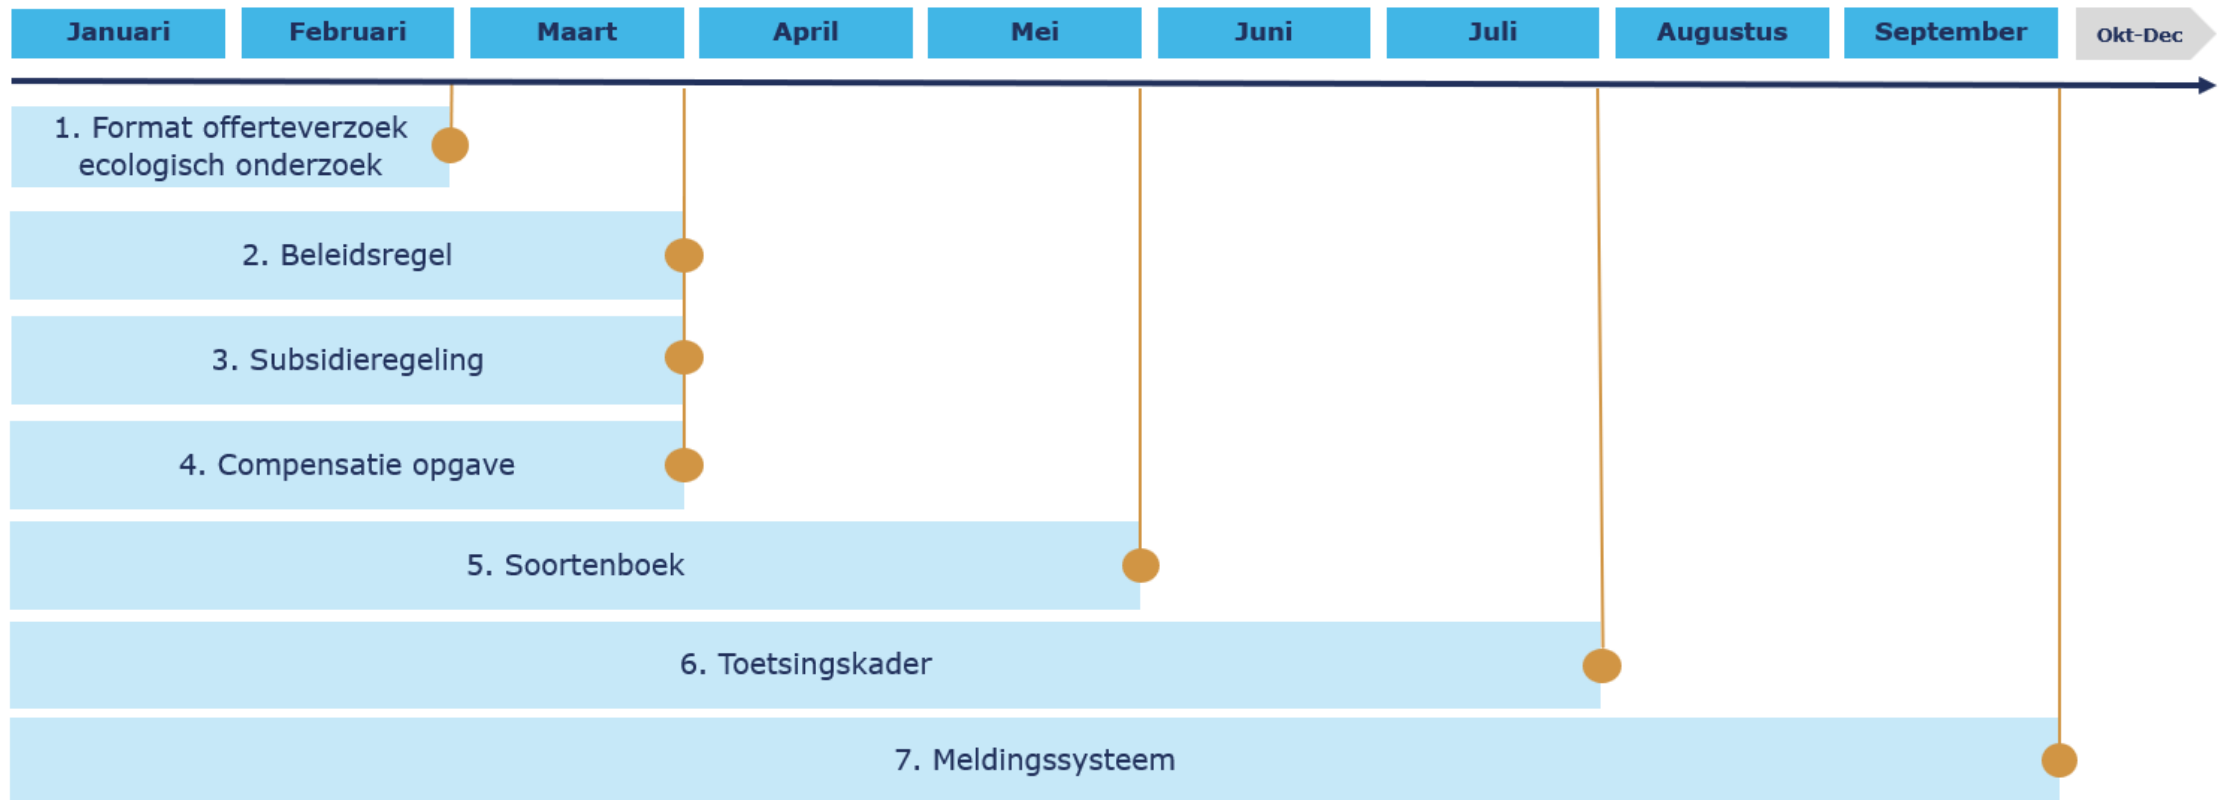 Januari Februari Maart April Mei Juni Juli Augustus September Okt-Dec
1. Format offerteverzoek
ecologisch onderzoek
2. Beleidsregel
3. Subsidieregeling
4. Compensatie opgave
5. Soortenboek
6. Toetsingskader
7. Meldingssysteem